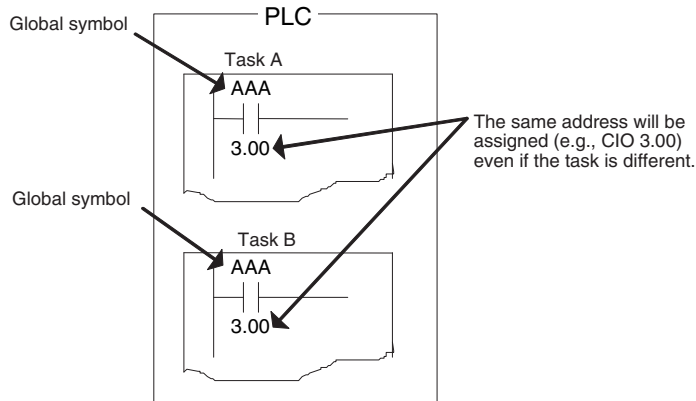 PLC
Global symbol
Task A
AAA
3.00
The same address will be
assigned (e.g., CIO 3.00)
even if the task is different.
Global symbol
Task B
AAA
3.00